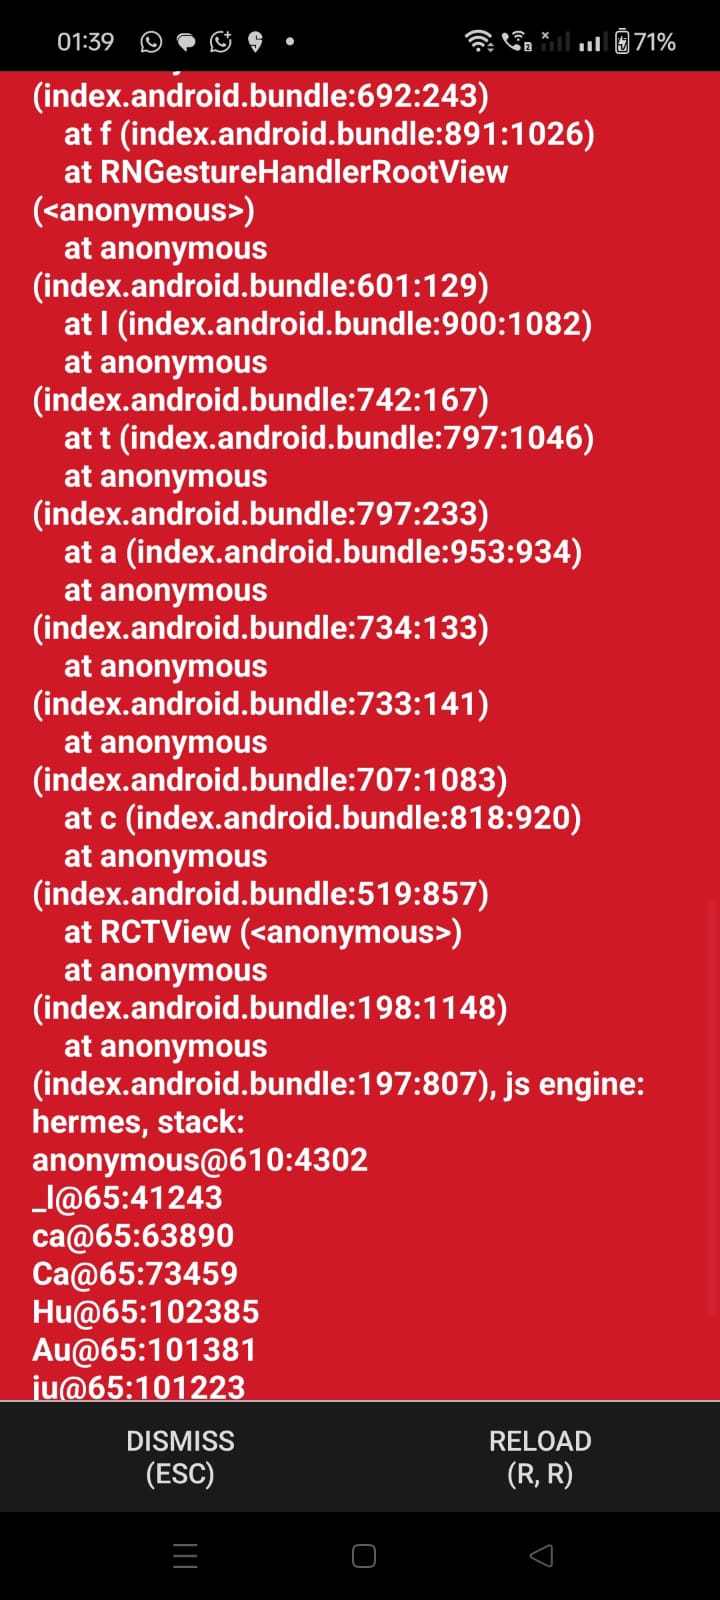 01:39
71%
(index.android.bundle:692:243)
at f (index.android.bundle:891:1026)
at RNGestureHandlerRootView
(<anonymous>)
at anonymous
(index.android.bundle:601:129)
at l (index.android.bundle:900:1082)
at anonymous
(index.android.bundle:742:167)
at t (index.android.bundle:797:1046)
at anonymous
(index.android.bundle:797:233)
at a (index.android.bundle:953:934)
at anonymous
(index.android.bundle:734:133)
at anonymous
(index.android.bundle:733:141)
at anonymous
(index.android.bundle:707:1083)
at c (index.android.bundle:818:920)
at anonymous
(index.android.bundle:519:857)
at RCTView (<anonymous>)
at anonymous
(index.android.bundle:198:1148)
at anonymous
(index.android.bundle:197:807), js engine:
hermes, stack:
anonymous@610:4302
_l@65:41243
ca@65:63890
Ca@65:73459
Hu@65:102385
Au@65:101381
ju@65:101223
DISMISS
(ESC)
RELOAD
(R, R)